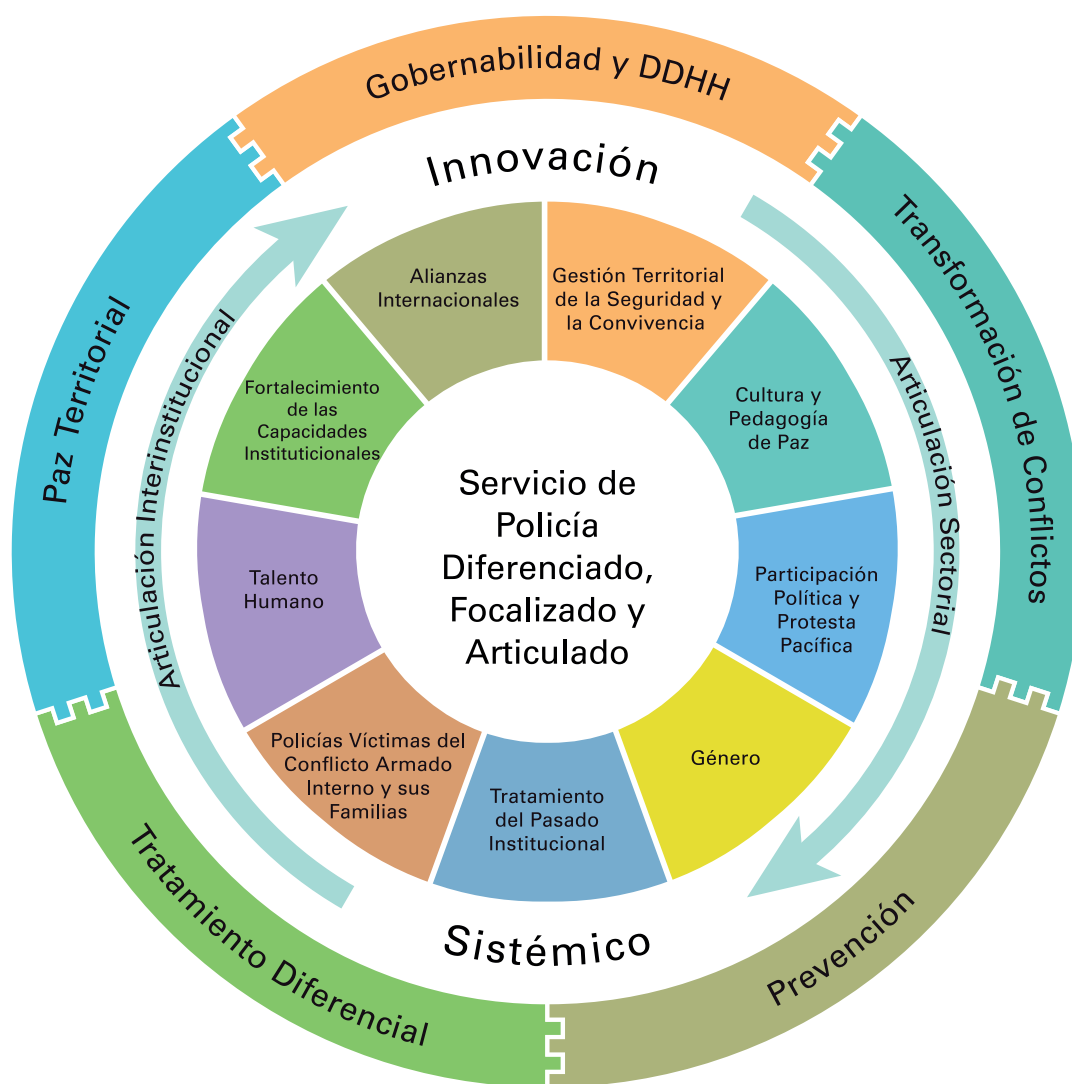 Gobernabilidad y DDHH
Transformación de Conflictos
Prevención
Tratamiento Diferencial
Paz Territorial
Innovación
Articulación Sectorial
Sistémico
Articulación Interinstitucional
Gestión Territorial
de la Seguridad y
la Convivencia
Cultura y
Pedagogía
de Paz
Participación
Política y
Protesta
Pacífica
Género
Tratamiento
del Pasado
Institucional
Policías Víctimas del
Conflicto Armado
Interno y sus
Familias
Talento
Humano
Fortalecimiento
de las
Capacidades
Instituticionales
Alianzas
Internacionales
Servicio de
Policía
Diferenciado,
Focalizado y
Articulado